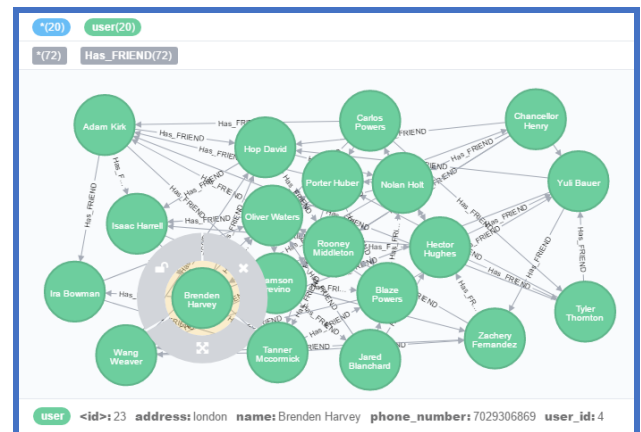 *(20) user(20)
*(72) Has_FRIEND(72)
Adam Kirk
Carlos
Powers
Chancellor
Henry
Hop David
Porter Huber
Nolan Holt
Yuli Bauer
Isaac Harrell
Oliver Waters
Rooney
Middleton
Hector
Hughes
Ira Bowman
Brenden
Harvey
Blaze
Powers
Tyler
Thornton
Wang
Weaver
Tanner
Mccormick
Jared
Blanchard
Zachery
Fernandez
Has_FRIEND
Has_FRIEND
Has_FRIEND
user <id>: 23 address: london name: Brenden Harvey phone_number: 7029306869 user_id: 4